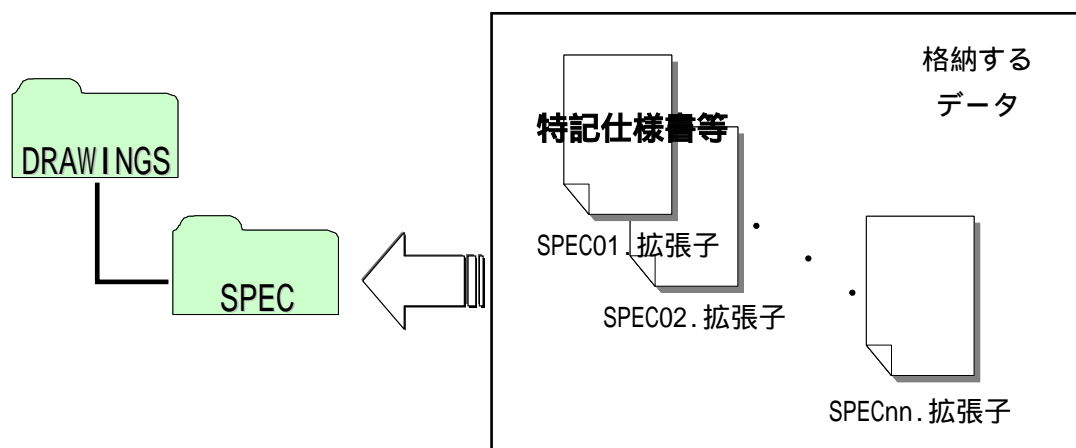 格納する
データ
特記仕様書等
DRAWINGS
SPEC01.拡張子
SPEC
SPEC02.拡張子
SPECnn.拡張子